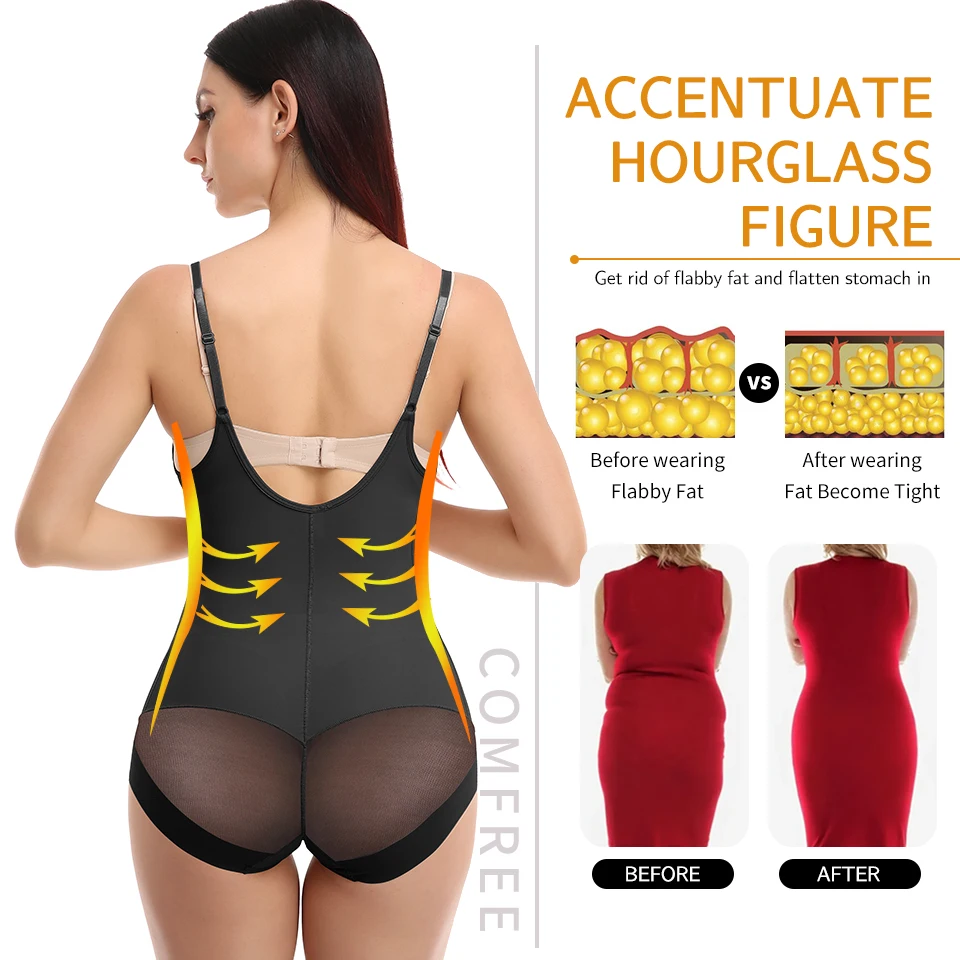 ACCENTUATE
HOURGLASS
FIGURE
Get rid of flabby fat and flatten stomach in
VS
Before wearing
Flabby Fat
After wearing
Fat Become Tight
BEFORE
AFTER
COMFREE